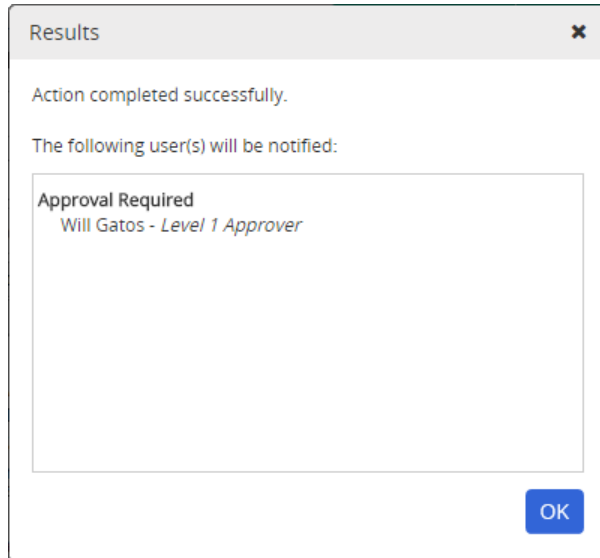 Results
Action completed successfully.
The following user(s) will be notified:
Approval Required
Will Gatos - Level 1 Approver
OK